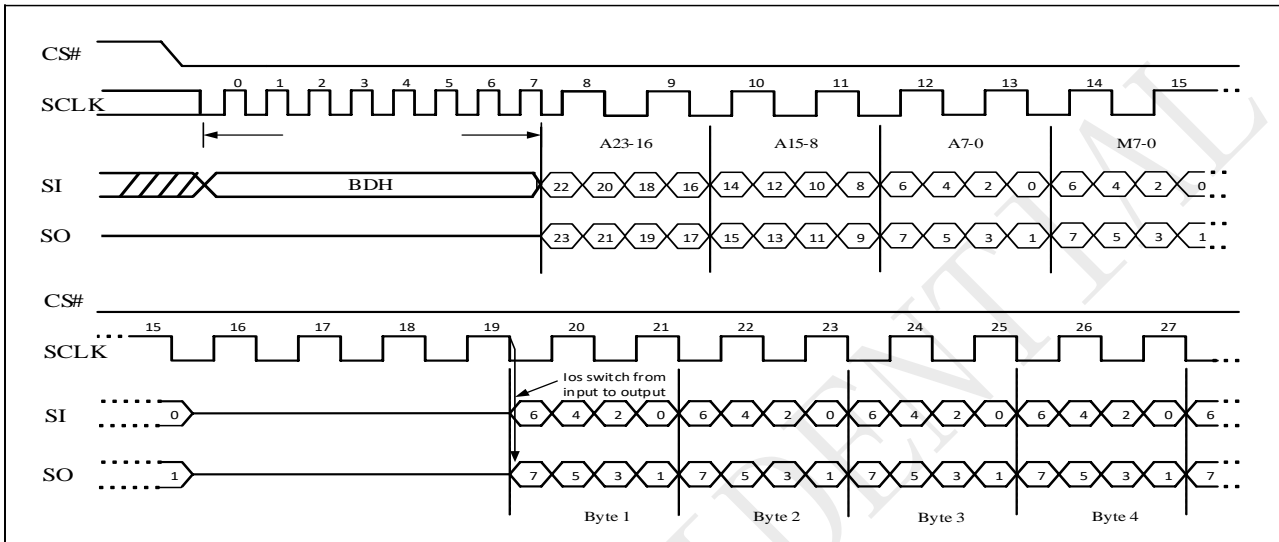 CS#
0 1 2 3 4 5 6 7 8 9 10 11 12 13 14 15
SCLK
A23-16 A15-8 A7-0 M7-0
SI BDH 22 20 18 16 14 12 10 8 6 4 2 0 6 4 2 0
SO 23 21 19 17 15 13 11 9 7 5 3 1 7 5 3 1
CS#
15 16 17 18 19 20 21 22 23 24 25 26 27
SCLK
Ios switch from
input to output
SI 0 6 4 2 0 6 4 2 0 6 4 2 0 6 4 2 0 6
SO 1 7 5 3 1 7 5 3 1 7 5 3 1 7 5 3 1 7
Byte 1 Byte 2 Byte 3 Byte 4